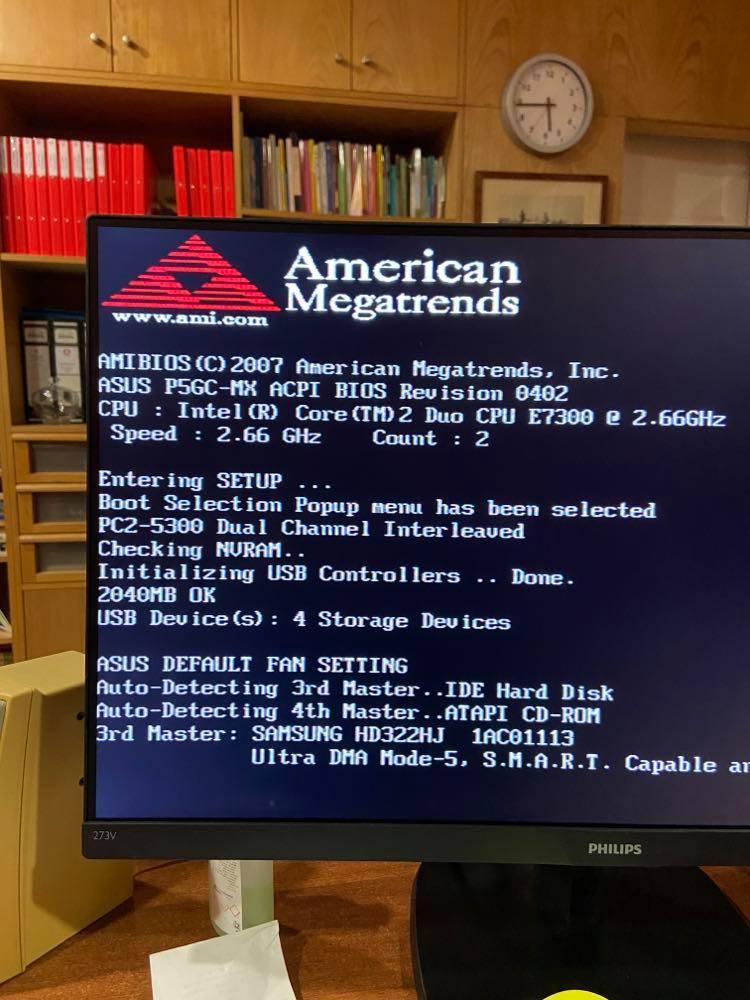 American
Megatrends
www.ami.com
AMIBIOS(C)2007 American Megatrends, Inc.
ASUS P5GC-MX ACPI BIOS Revision 0402
CPU : Intel(R) Core(TM)2 Duo CPU E7300 @ 2.66GHz
Speed : 2.66 GHz    Count : 2
Entering SETUP ...
Boot Selection Popup menu has been selected
PC2-5300 Dual Channel Interleaved
Checking NVRAM..
Initializing USB Controllers .. Done.
2040MB OK
USB Device(s): 4 Storage Devices
ASUS DEFAULT FAN SETTING
Auto-Detecting 3rd Master..IDE Hard Disk
Auto-Detecting 4th Master..ATAPI CD-ROM
3rd Master: SAMSUNG HD322HJ  1AC01113
Ultra DMA Mode-5, S.M.A.R.T. Capable an
273V
PHILIPS